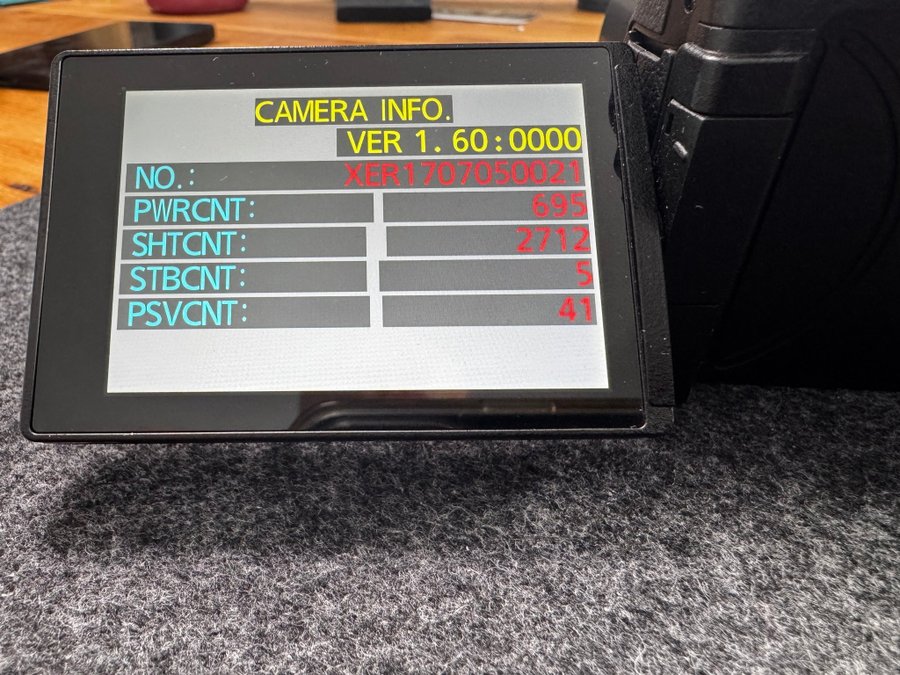 CAMERA INFO.
VER 1.60:0000
NO.: XER1707050021
PWRCNT: 695
SHTCNT: 2712
STBCNT: 5
PSVCNT: 41